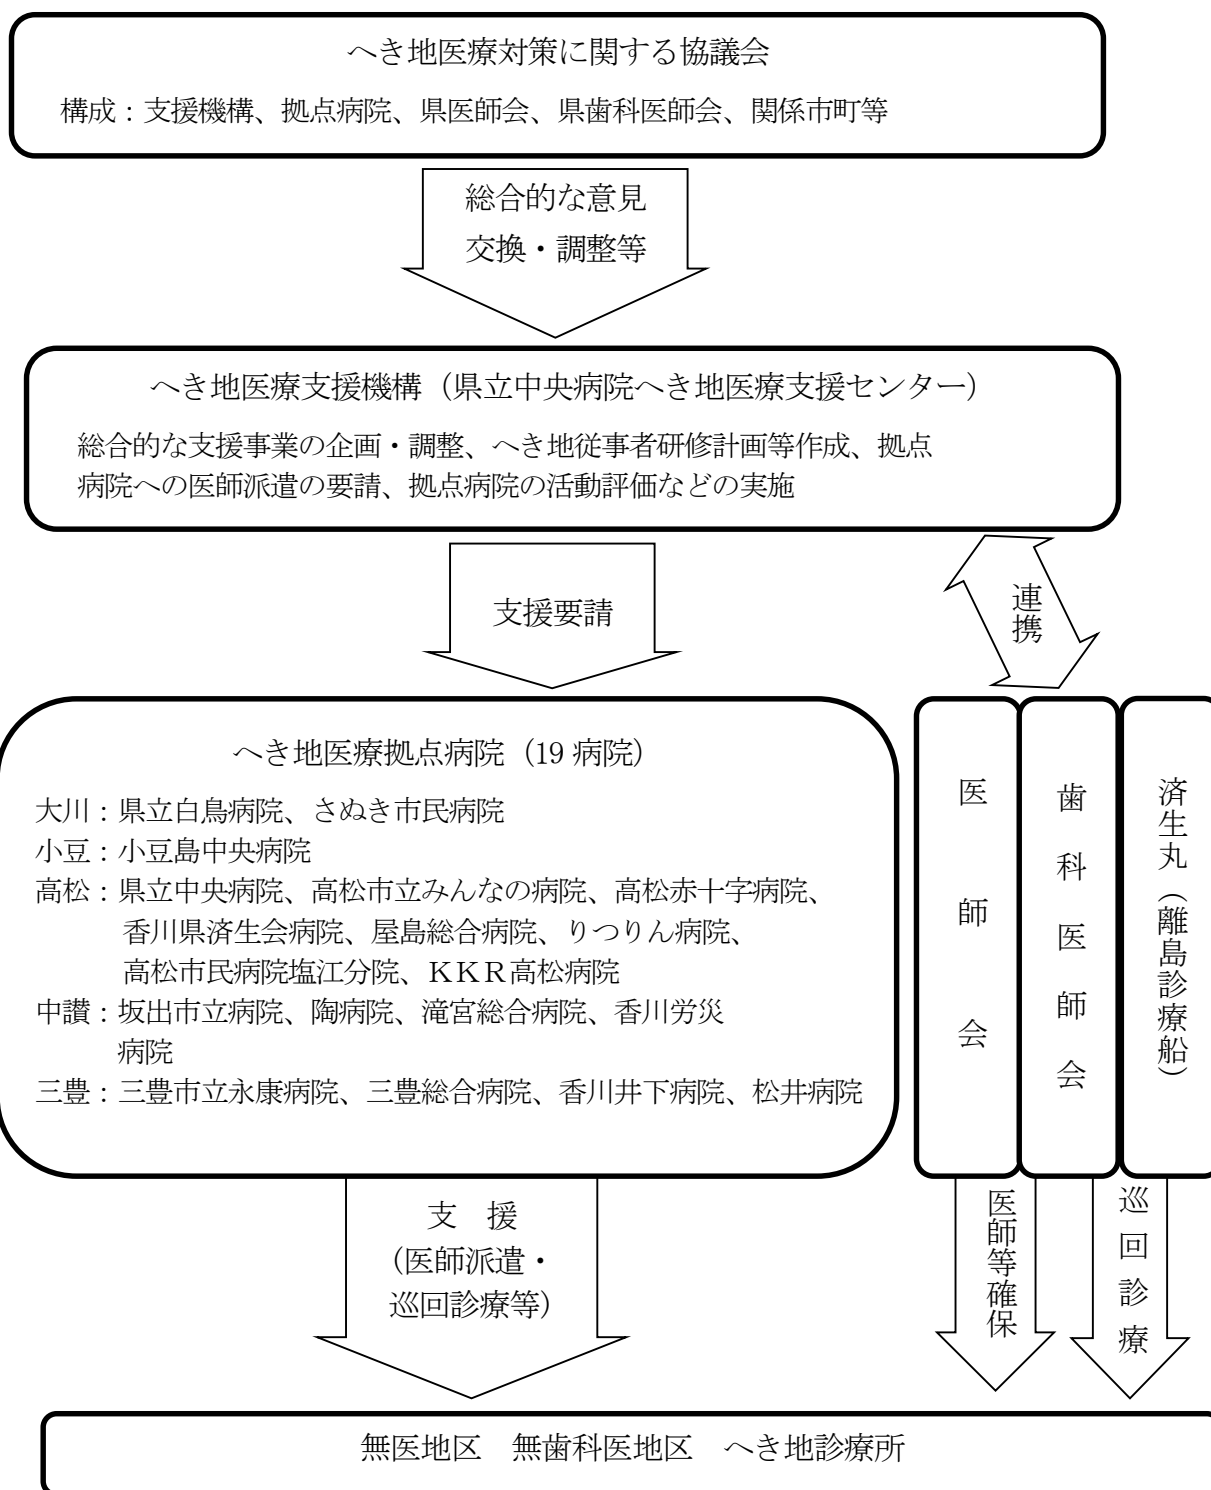 へき地医療対策に関する協議会
構成：支援機構、拠点病院、県医師会、県歯科医師会、関係市町等
総合的な意見
交換・調整等
へき地医療支援機構（県立中央病院へき地医療支援センター）
総合的な支援事業の企画・調整、へき地従事者研修計画等作成、拠点
病院への医師派遣の要請、拠点病院の活動評価などの実施
支援要請
連携
へき地医療拠点病院（19 病院）
大川：県立白鳥病院、さぬき市民病院
小豆：小豆島中央病院
高松：県立中央病院、高松市立みんなの病院、高松赤十字病院、
香川県済生会病院、屋島総合病院、りつりん病院、
高松市民病院塩江分院、ＫＫＲ高松病院
中讃：坂出市立病院、陶病院、滝宮総合病院、香川労災
病院
三豊：三豊市立永康病院、三豊総合病院、香川井下病院、松井病院
医師会
歯科医師会
済生丸（離島診療船）
支　援
（医師派遣・
巡回診療等）
医師等確保
巡回診療
無医地区　無歯科医地区　へき地診療所